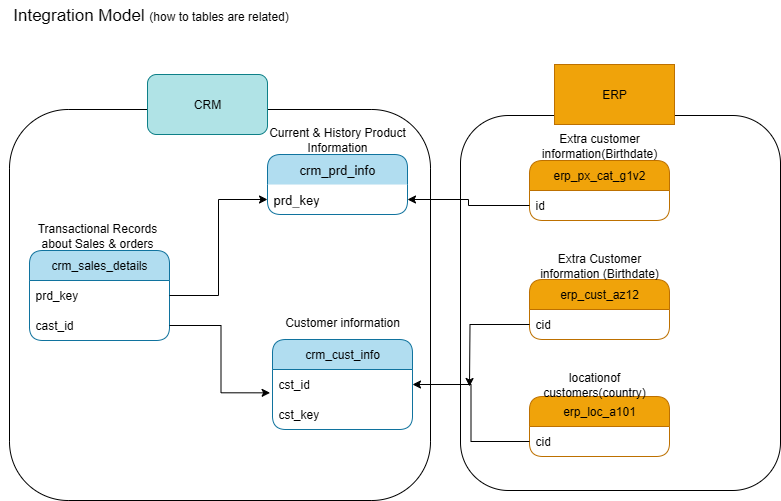 Integration Model (how to tables are related)
CRM
Current & History Product
Information
crm_prd_info
prd_key
Transactional Records
about Sales & orders
crm_sales_details
prd_key
cast_id
Customer information
crm_cust_info
cst_id
cst_key
ERP
Extra customer
information(Birthdate)
erp_px_cat_g1v2
id
Extra Customer
information (Birthdate)
erp_cust_az12
cid
locationof
customers(country)
erp_loc_a101
cid